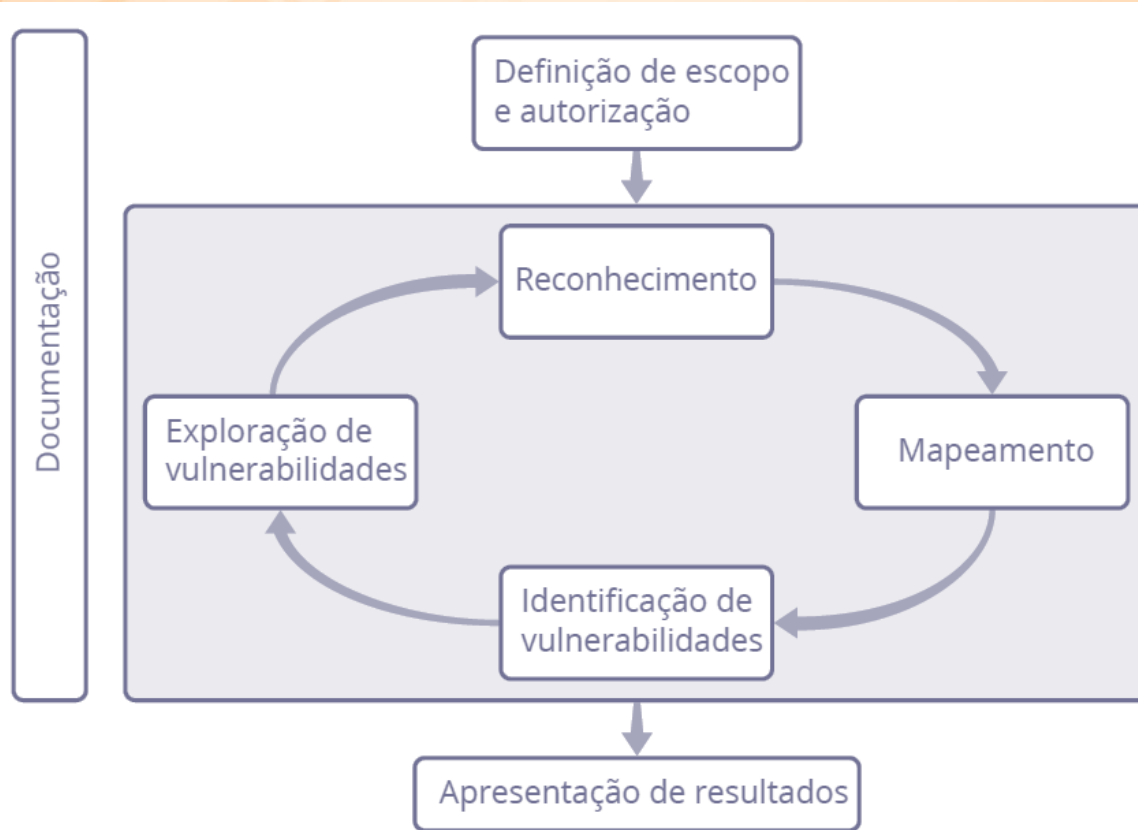 Documentação
Definição de escopo
e autorização
Reconhecimento
Mapeamento
Identificação de
vulnerabilidades
Exploração de
vulnerabilidades
Apresentação de resultados